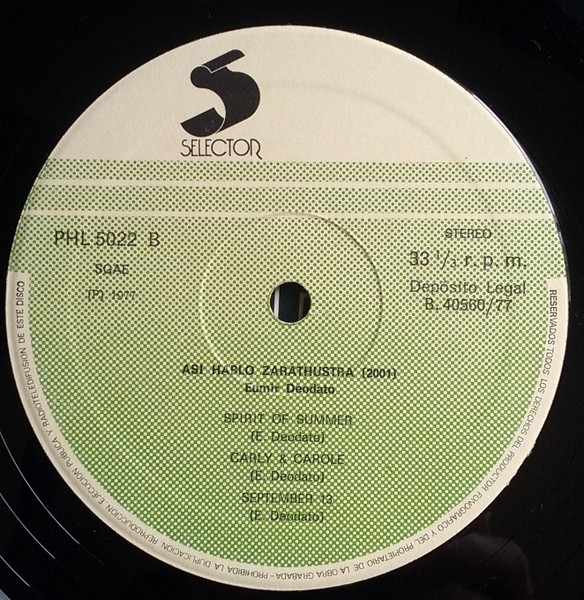 SELECTOR
PHL 5022 B
STEREO
SGAE
33 1/3 r. p. m.
(P) 1977
Depósito Legal
B. 40560/77
ASI HABLO ZARATHUSTRA (2001)
Eumir Deodato
SPIRIT OF SUMMER
(E. Deodato)
CARLY & CAROLE
(E. Deodato)
SEPTEMBER 13
(E. Deodato)
RESERVADOS TODOS LOS DERECHOS DEL PRODUCTOR FONOGRAFICO Y DEL PROPIETARIO DE LA OBRA GRABADA - PROHIBIDA LA DUPLICACION REPRODUCCION EJECUCION PUBLICA Y RADIOTELEDIFUSION DE ESTE DISCO